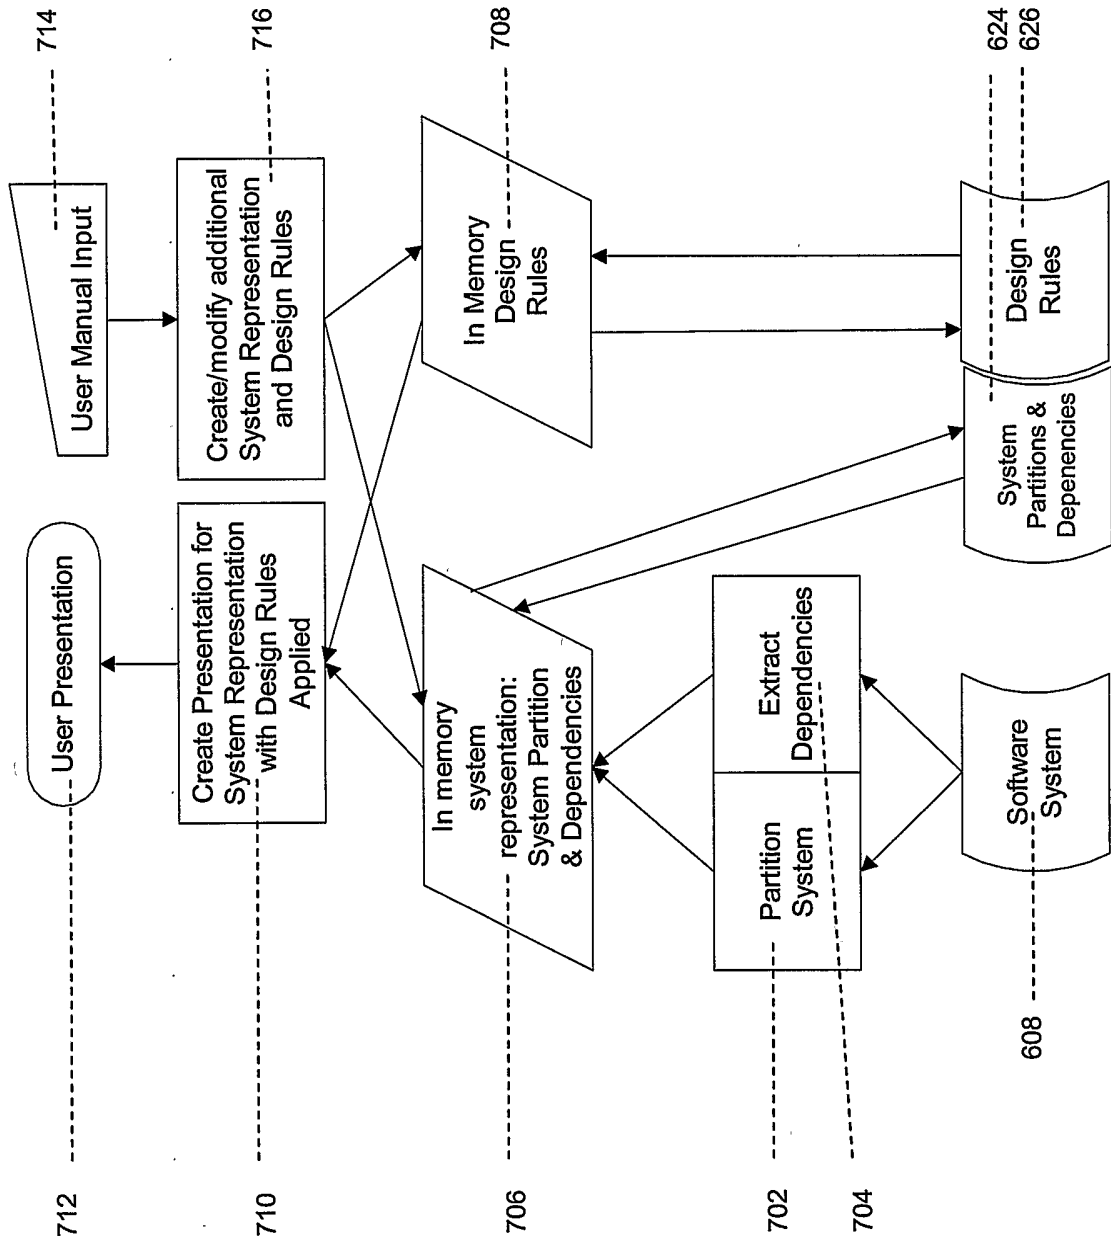 714
User Manual Input
716
Create/modify additional
System Representation
and Design Rules
708
In Memory
Design
Rules
624
626
Design
Rules
System
Partitions &
Depenencies
User Presentation
712
Create Presentation for
System Representation
with Design Rules
Applied
710
In memory
system
representation:
System Partition
& Dependencies
706
Extract
Dependencies
Partition
System
702
704
Software
System
608